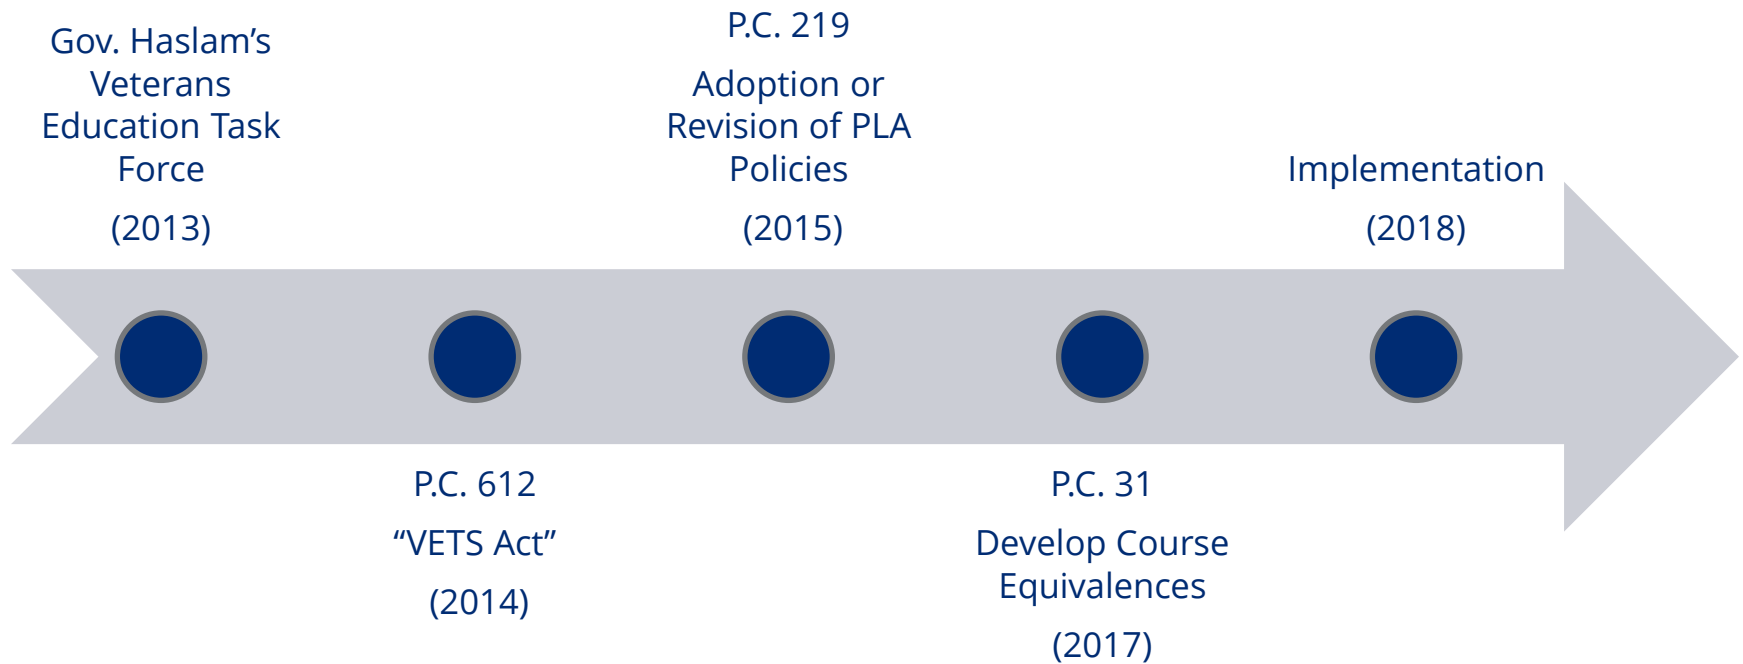 Gov. Haslam’s
Veterans
Education Task
Force
(2013)
P.C. 612
“VETS Act”
(2014)
P.C. 219
Adoption or
Revision of PLA
Policies
(2015)
P.C. 31
Develop Course
Equivalences
(2017)
Implementation
(2018)